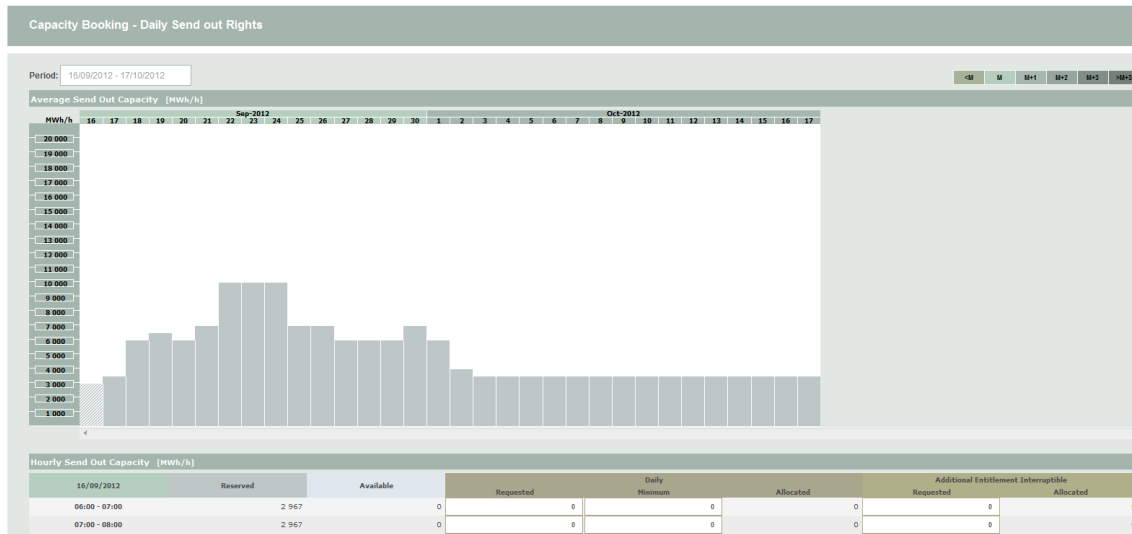 Capacity Booking - Daily Send out Rights
Period: 16/09/2012 - 17/10/2012
<M M M+1 M+2 M+3 >M+3
Average Send Out Capacity [MWh/h]
Sep-2012 Oct-2012
MWh/h 16 17 18 19 20 21 22 23 24 25 26 27 28 29 30 1 2 3 4 5 6 7 8 9 10 11 12 13 14 15 16 17
20 000
19 000
18 000
17 000
16 000
15 000
14 000
13 000
12 000
11 000
10 000
9 000
8 000
7 000
6 000
5 000
4 000
3 000
2 000
1 000
Hourly Send Out Capacity [MWh/h]
Daily Additional Entitlement Interruptible
16/09/2012 Reserved Available Requested Minimum Allocated Requested Allocated
06:00 - 07:00 2 967 0 0 0 0 0
07:00 - 08:00 2 967 0 0 0 0 0